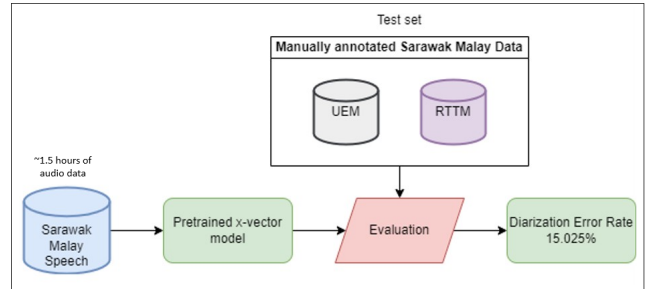 Test set
Manually annotated Sarawak Malay Data
UEM
RTTM
~1.5 hours of
audio data
Sarawak
Malay
Speech
Pretrained x-vector
model
Evaluation
Diarization Error Rate
15.025%